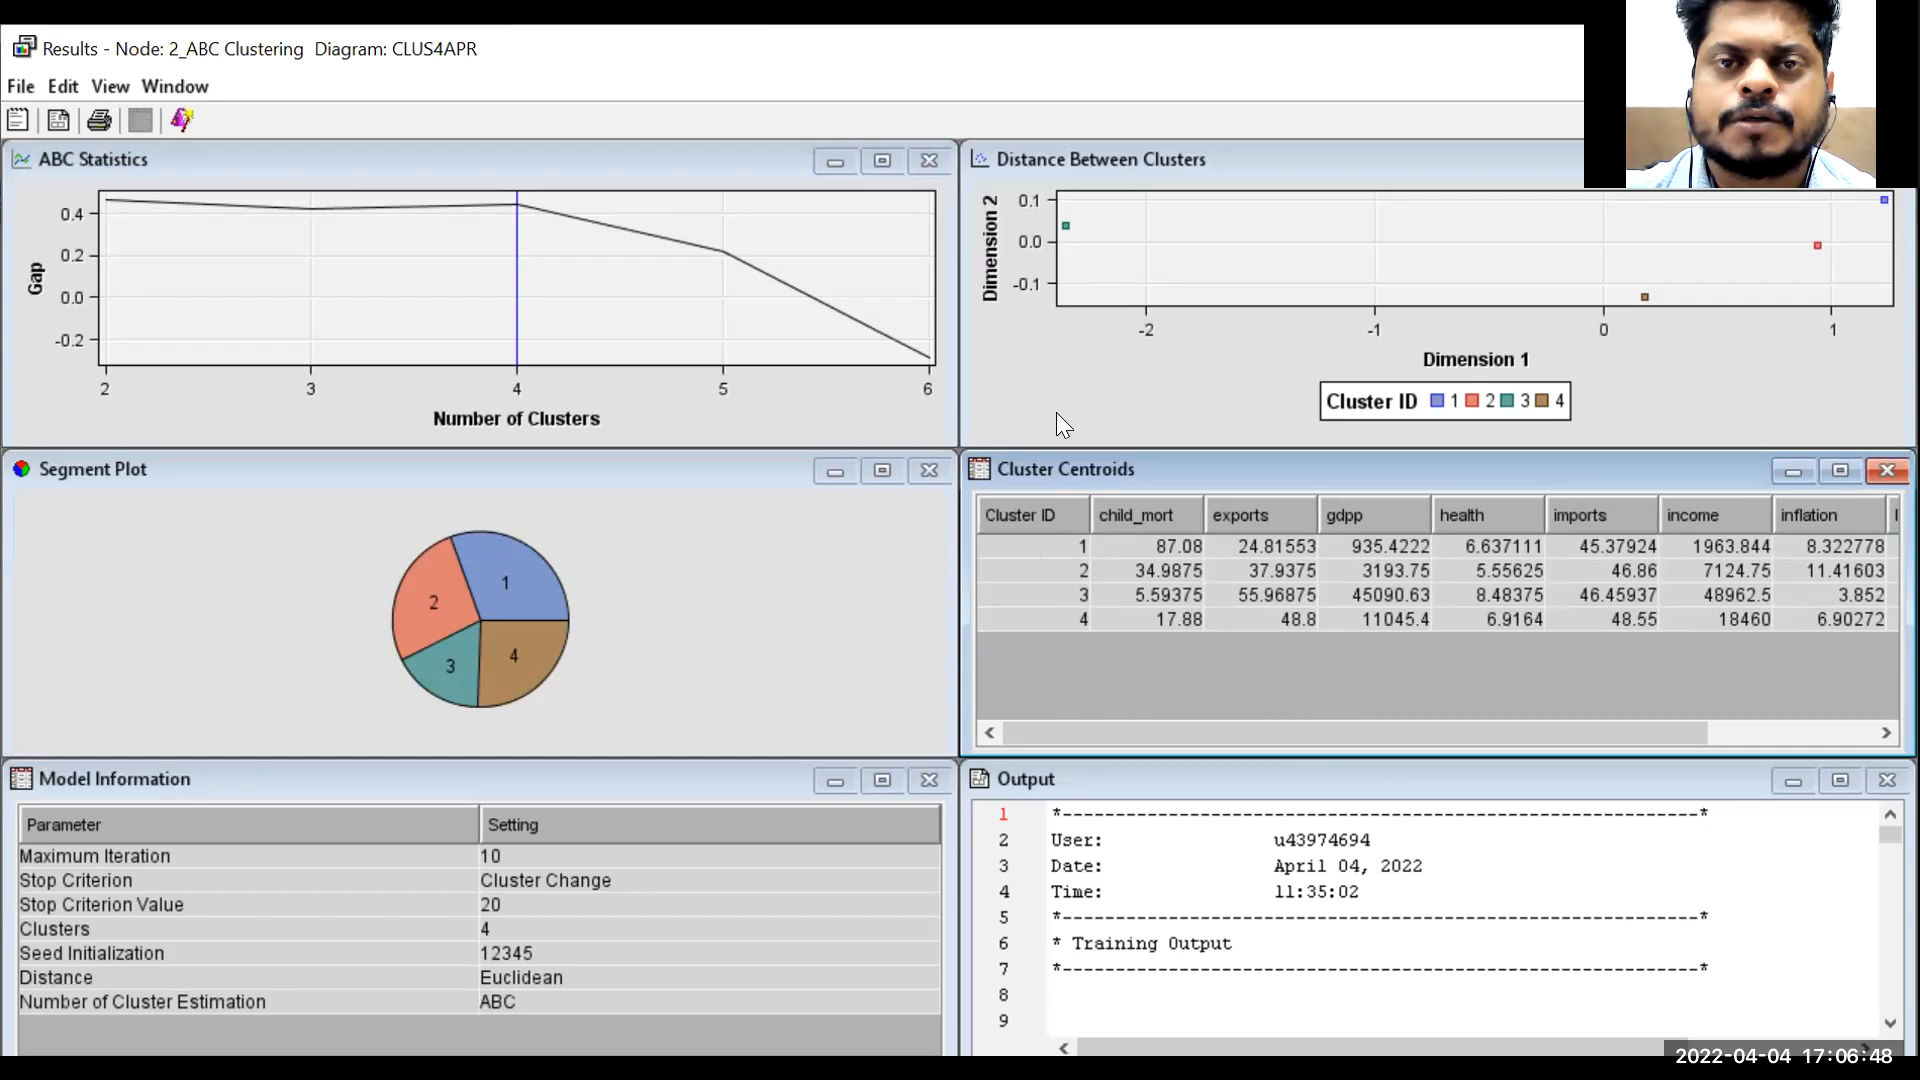 Results - Node: 2_ABC Clustering Diagram: CLUS4APR
File Edit View Window
ABC Statistics
Gap
0.4
0.2
0.0
-0.2
2 3 4 5 6
Number of Clusters
Distance Between Clusters
Dimension 2
0.1
0.0
-0.1
-2 -1 0 1
Dimension 1
Cluster ID 1 2 3 4
Segment Plot
1
2
3
4
Cluster Centroids
Cluster ID child_mort exports gdpp health imports income inflation
1 87.08 24.81553 935.4222 6.637111 45.37924 1963.844 8.322778
2 34.9875 37.9375 3193.75 5.55625 46.86 7124.75 11.41603
3 5.59375 55.96875 45090.63 8.48375 46.45937 48962.5 3.852
4 17.88 48.8 11045.4 6.9164 48.55 18460 6.90272
Model Information
Parameter Setting
Maximum Iteration 10
Stop Criterion Cluster Change
Stop Criterion Value 20
Clusters 4
Seed Initialization 12345
Distance Euclidean
Number of Cluster Estimation ABC
Output
1 *------------------------------------------------------------*
2 User: u43974694
3 Date: April 04, 2022
4 Time: 11:35:02
5 *------------------------------------------------------------*
6 * Training Output
7 *------------------------------------------------------------*
8
9
2022-04-04 17:06:48